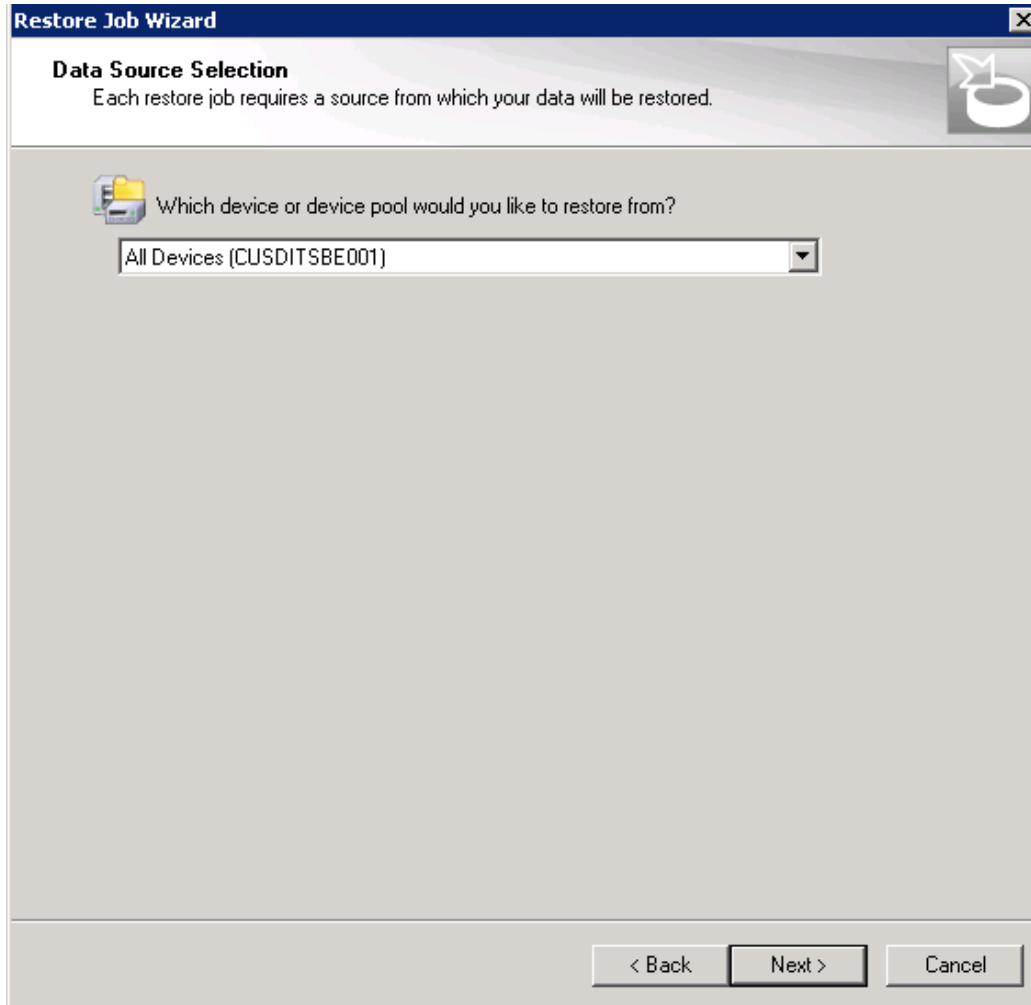 Restore Job Wizard
Data Source Selection
Each restore job requires a source from which your data will be restored.
Which device or device pool would you like to restore from?
All Devices (CUSDITSBE001)
< Back
Next >
Cancel